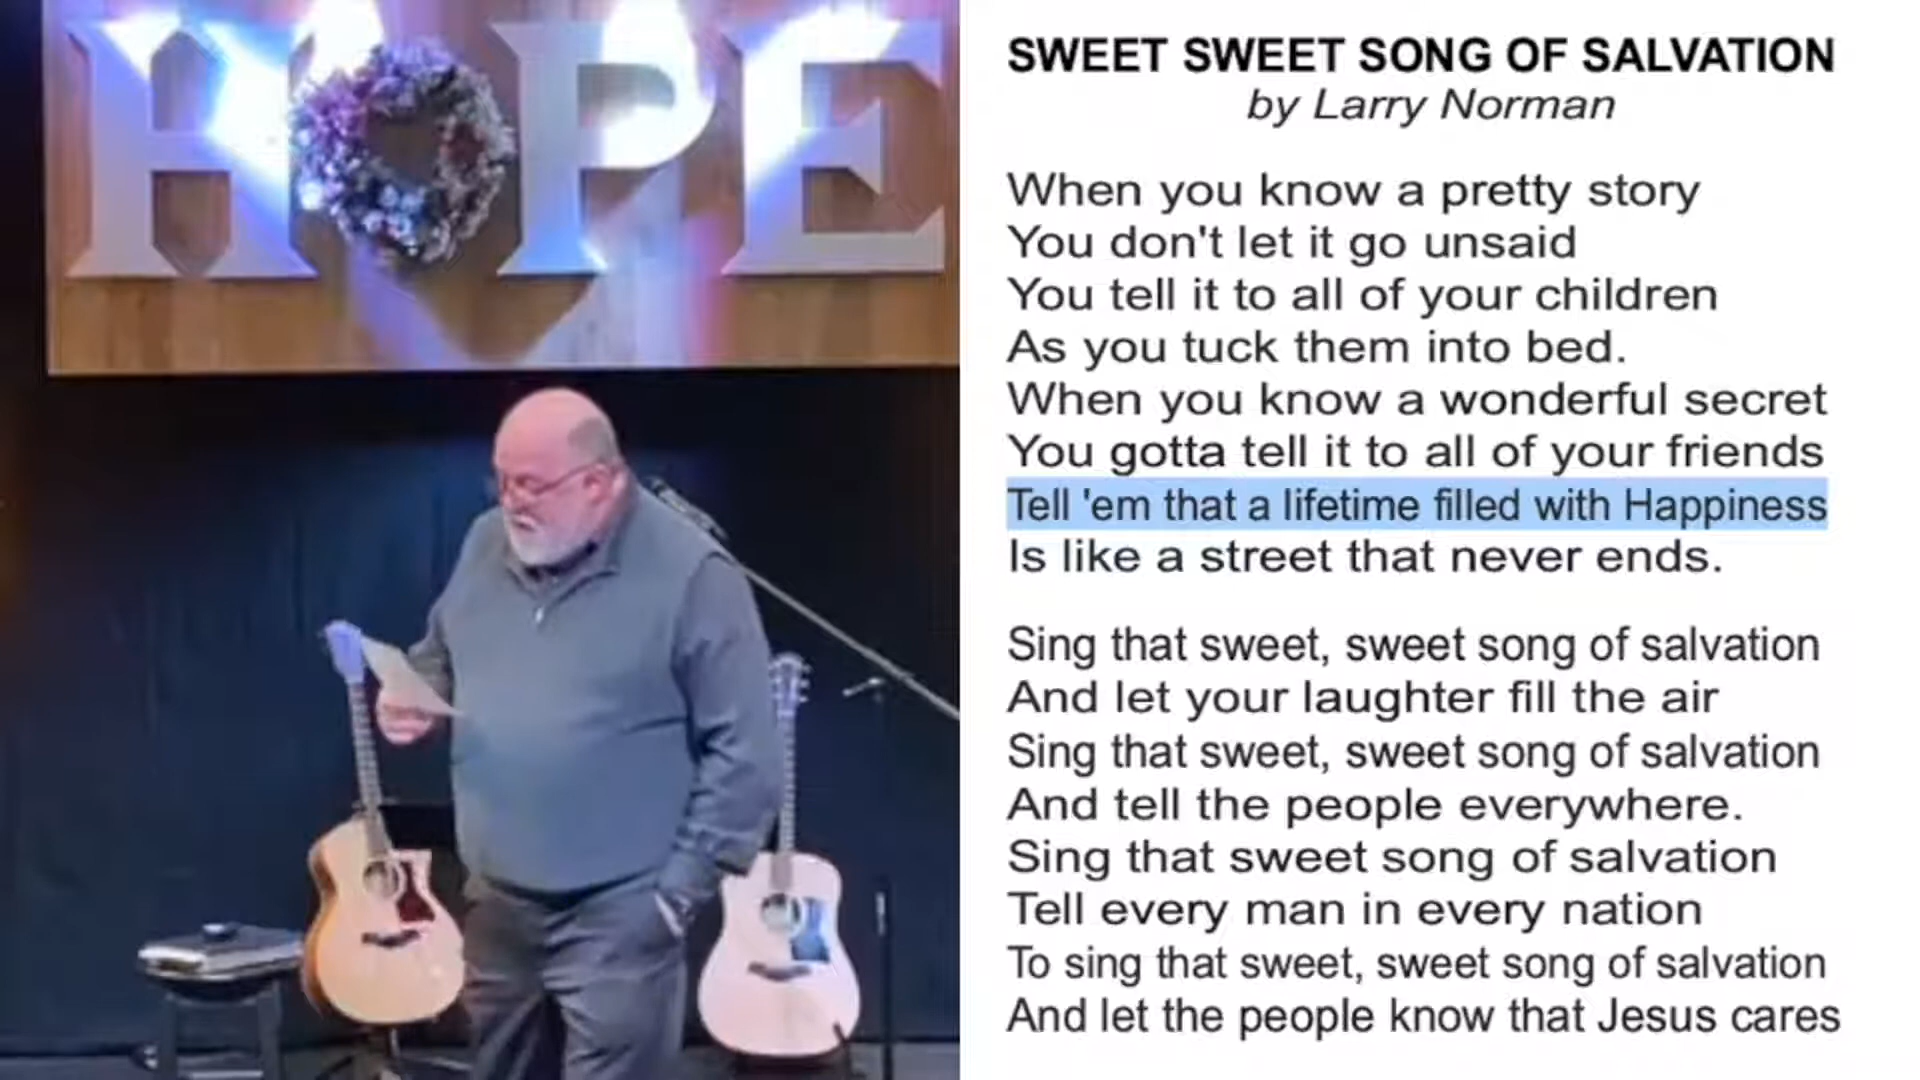 HOPE
SWEET SWEET SONG OF SALVATION
by Larry Norman
When you know a pretty story
You don't let it go unsaid
You tell it to all of your children
As you tuck them into bed.
When you know a wonderful secret
You gotta tell it to all of your friends
Tell 'em that a lifetime filled with Happiness
Is like a street that never ends.
Sing that sweet, sweet song of salvation
And let your laughter fill the air
Sing that sweet, sweet song of salvation
And tell the people everywhere.
Sing that sweet song of salvation
Tell every man in every nation
To sing that sweet, sweet song of salvation
And let the people know that Jesus cares